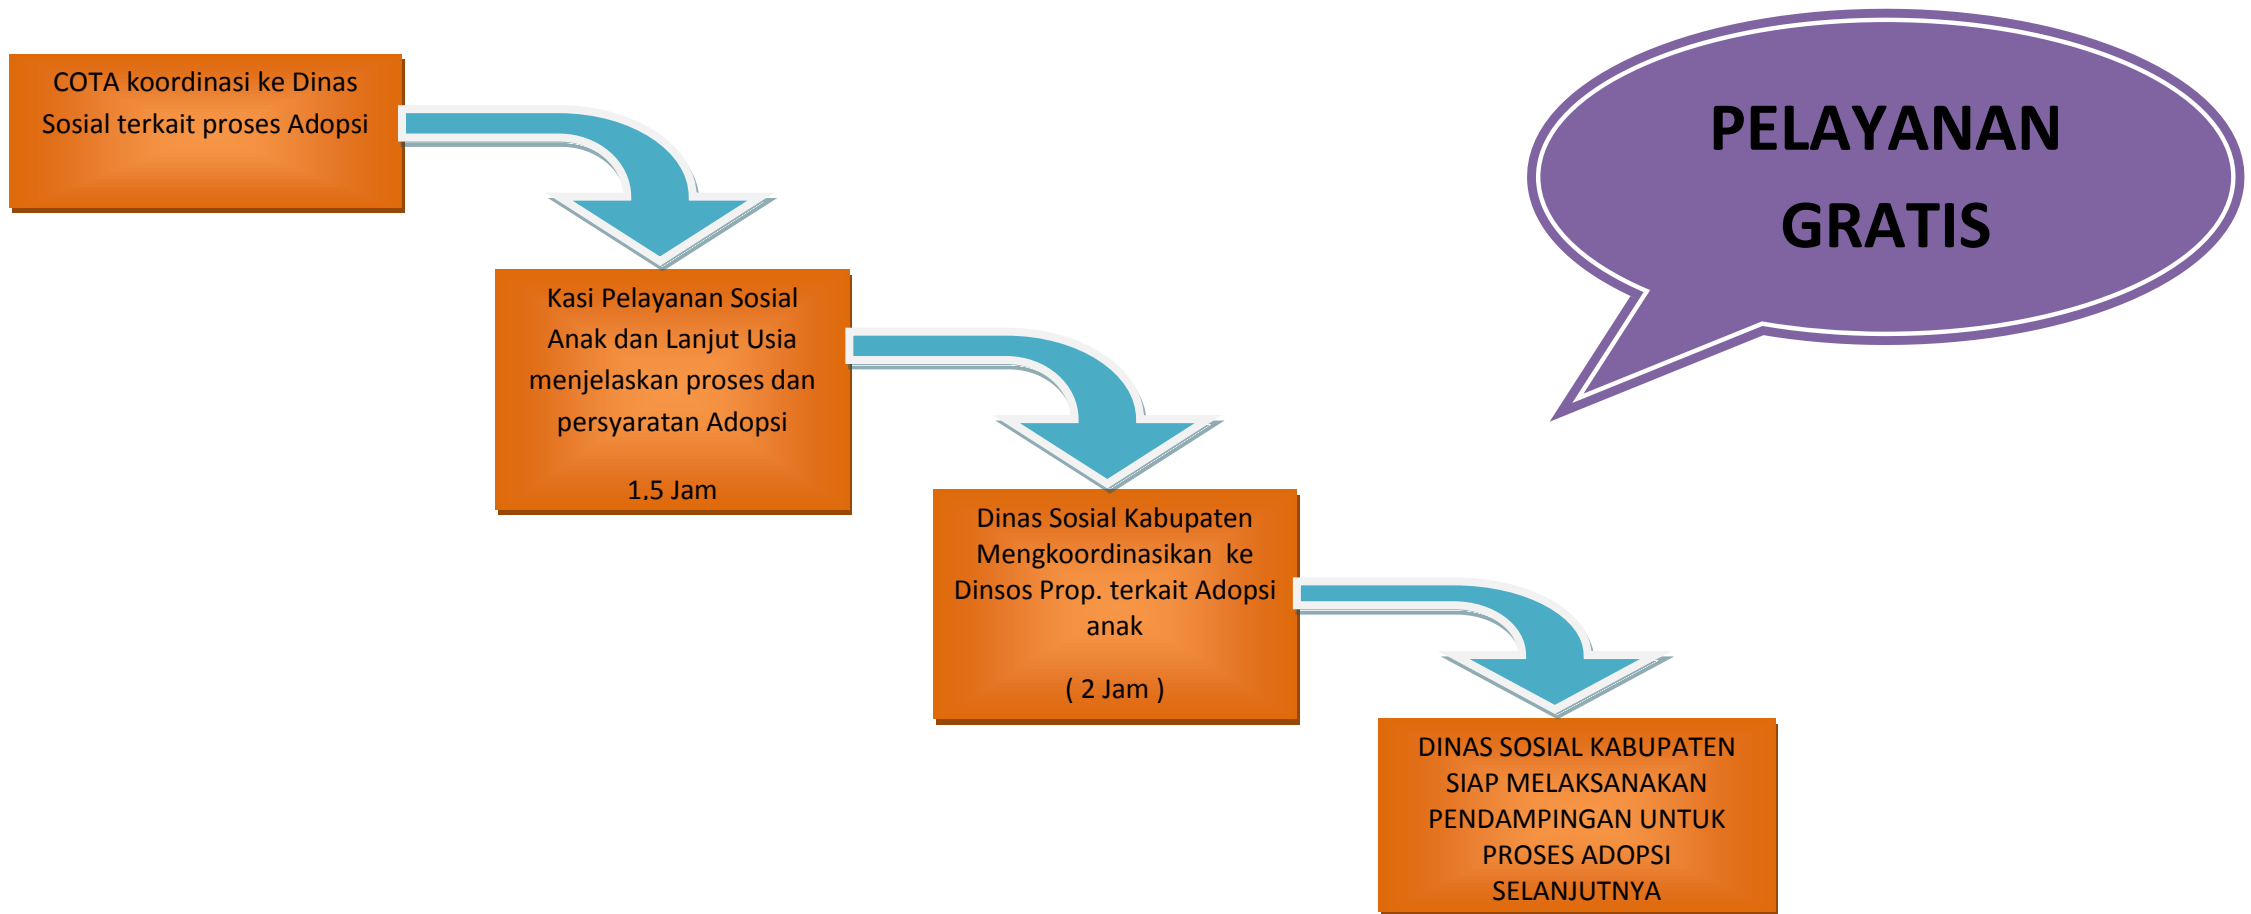 COTA koordinasi ke Dinas
Sosial terkait proses Adopsi
PELAYANAN
GRATIS
Kasi Pelayanan Sosial
Anak dan Lanjut Usia
menjelaskan proses dan
persyaratan Adopsi
1,5 Jam
Dinas Sosial Kabupaten
Mengkoordinasikan ke
Dinsos Prop. terkait Adopsi
anak
( 2 Jam )
DINAS SOSIAL KABUPATEN
SIAP MELAKSANAKAN
PENDAMPINGAN UNTUK
PROSES ADOPSI
SELANJUTNYA